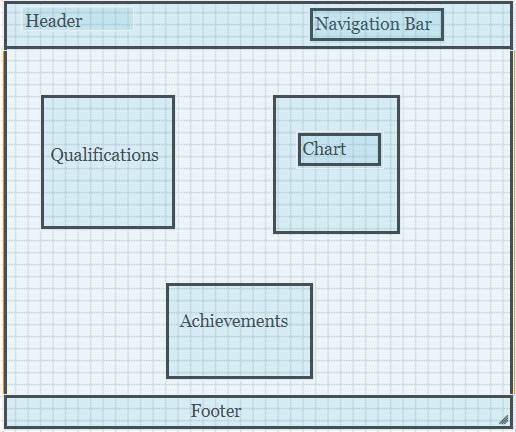 Header
Navigation Bar
Qualifications
Chart
Achievements
Footer